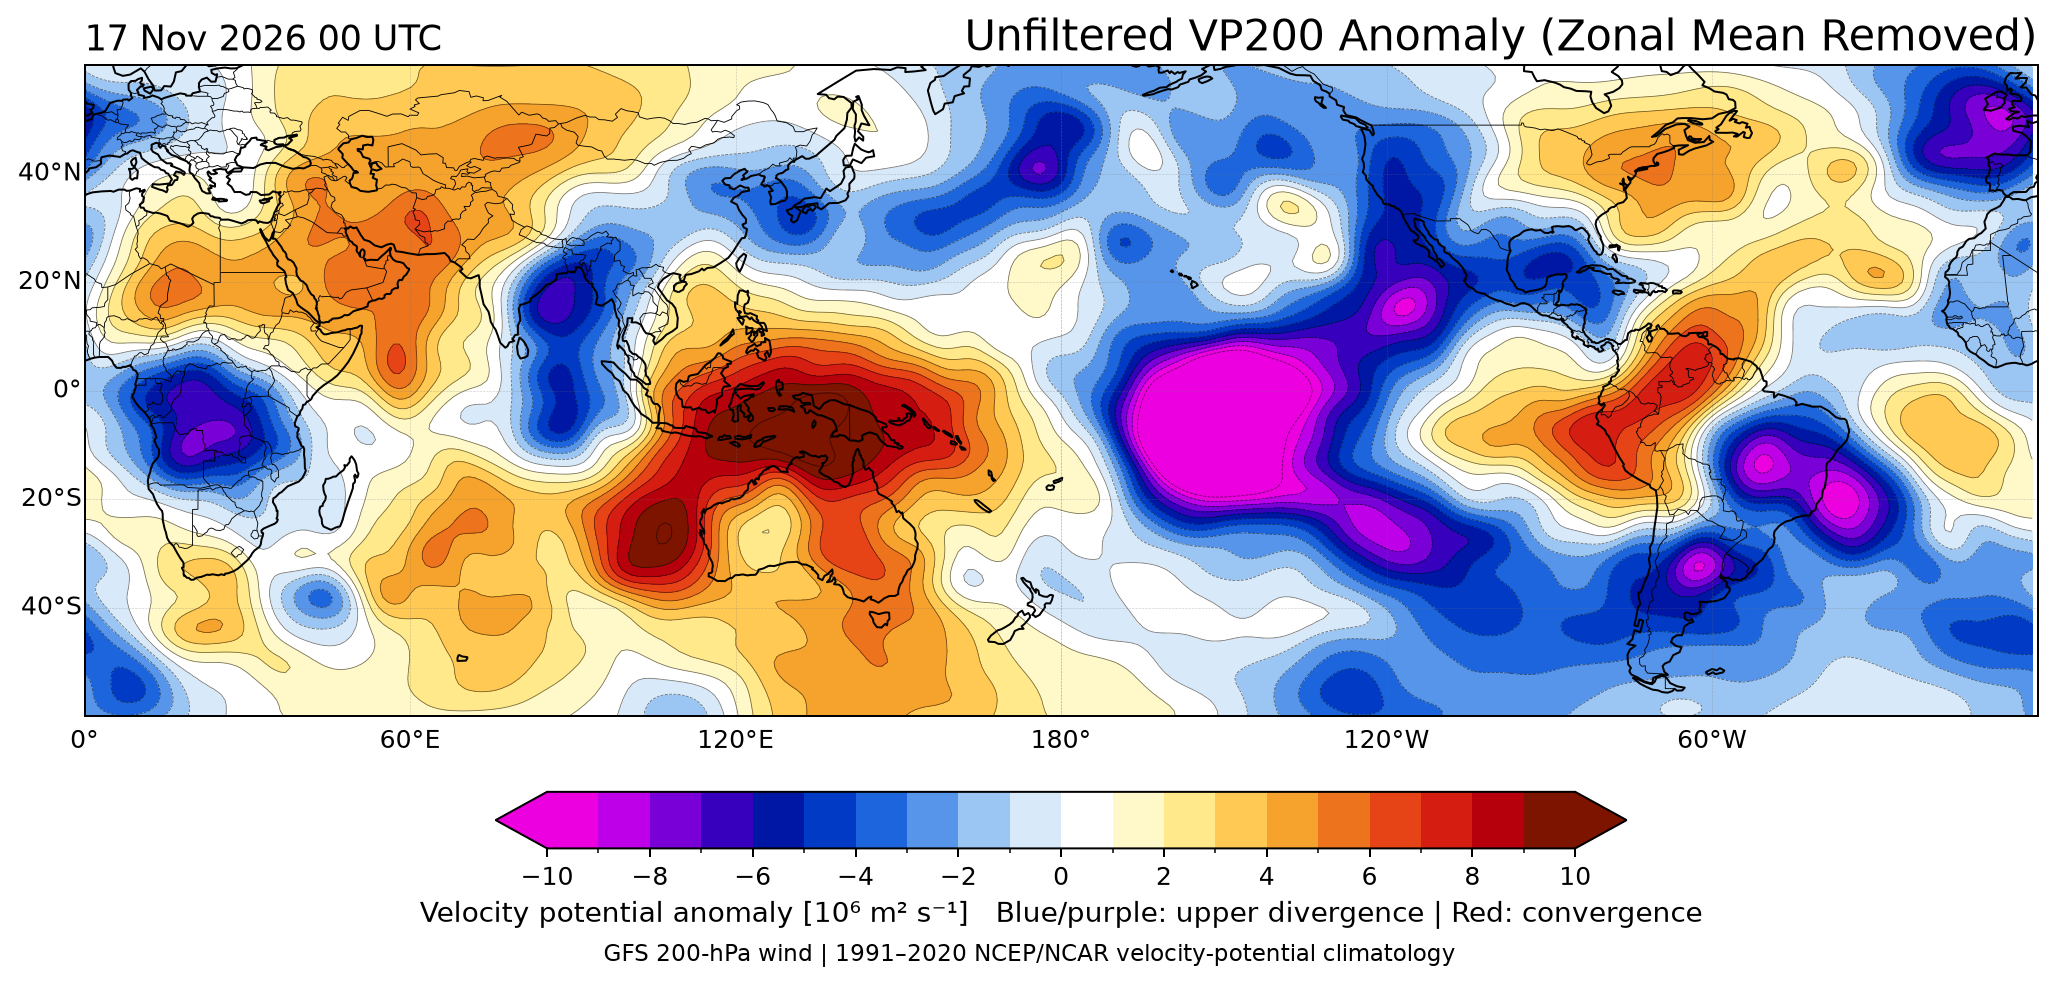 17 Nov 2026 00 UTC
Unfiltered VP200 Anomaly (Zonal Mean Removed)
40°N
20°N
0°
20°S
40°S
0° 60°E 120°E 180° 120°W 60°W
−10 −8 −6 −4 −2 0 2 4 6 8 10
Velocity potential anomaly [10⁶ m² s⁻¹] Blue/purple: upper divergence | Red: convergence
GFS 200-hPa wind | 1991–2020 NCEP/NCAR velocity-potential climatology